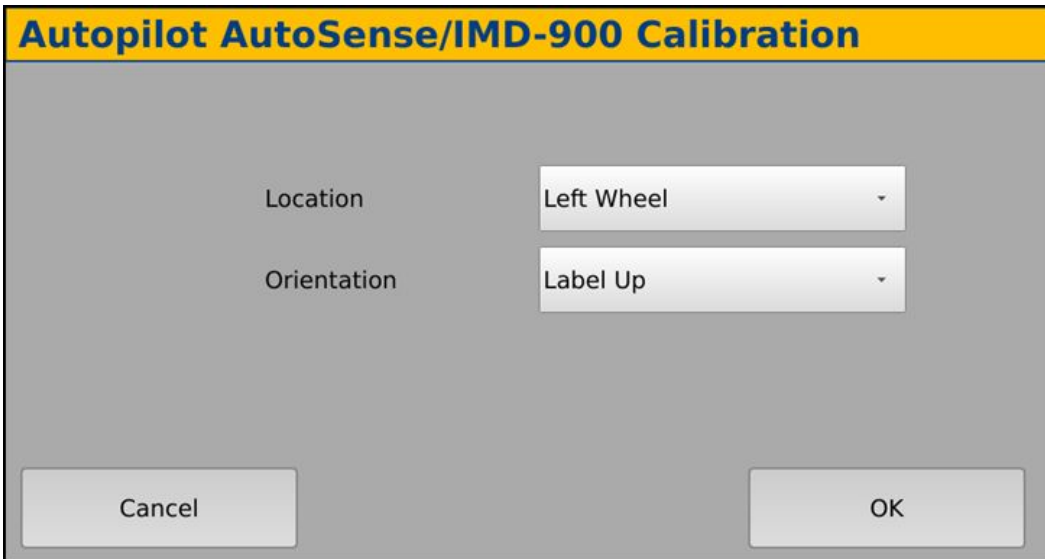 Autopilot AutoSense/IMD-900 Calibration
Location Left Wheel
Orientation Label Up
Cancel OK